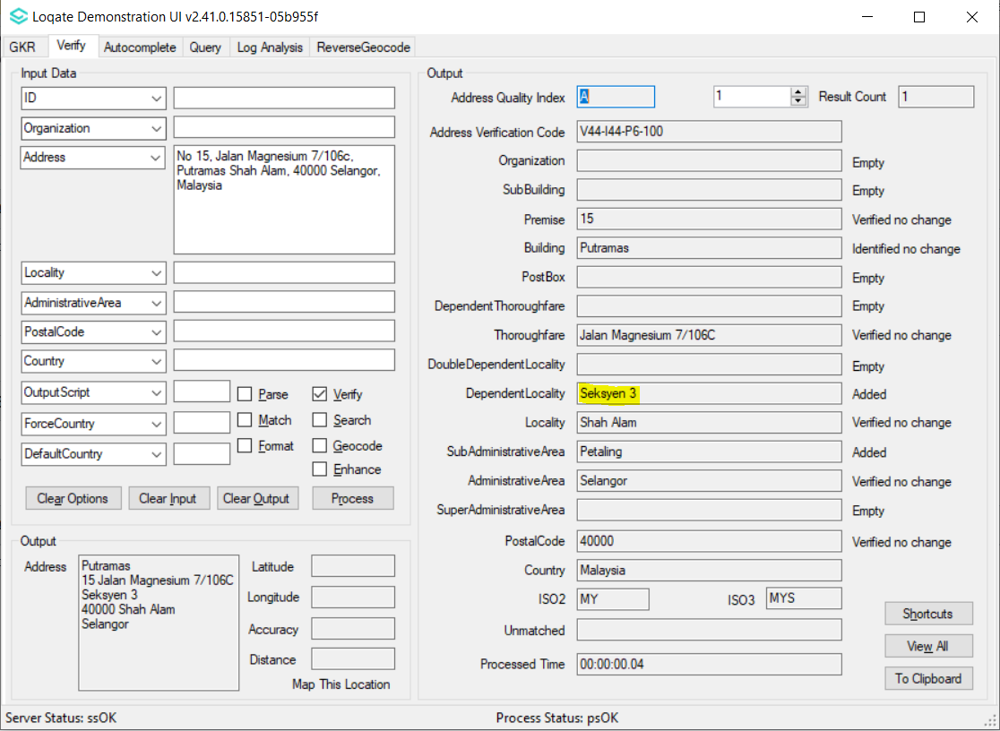 Loqate Demonstration UI v2.41.0.15851-05b955f
GKR Verify Autocomplete Query Log Analysis ReverseGeocode
Input Data
ID
Organization
Address
No 15, Jalan Magnesium 7/106c,
Putramas Shah Alam, 40000 Selangor,
Malaysia
Locality
AdministrativeArea
PostalCode
Country
OutputScript
Parse
Verify
ForceCountry
Match
Search
Format
Geocode
DefaultCountry
Enhance
Clear Options Clear Input Clear Output Process
Output
Address
Putramas
15 Jalan Magnesium 7/106C
Seksyen 3
40000 Shah Alam
Selangor
Latitude
Longitude
Accuracy
Distance
Map This Location
Output
Address Quality Index A 1 Result Count 1
Address Verification Code V44-I44-P6-100
Organization Empty
SubBuilding Empty
Premise 15 Verified no change
Building Putramas Identified no change
PostBox Empty
DependentThoroughfare Empty
Thoroughfare Jalan Magnesium 7/106C Verified no change
DoubleDependentLocality Empty
DependentLocality Seksyen 3 Added
Locality Shah Alam Verified no change
SubAdministrativeArea Petaling Added
AdministrativeArea Selangor Verified no change
SuperAdministrativeArea Empty
PostalCode 40000 Verified no change
Country Malaysia
ISO2 MY ISO3 MYS
Unmatched
Processed Time 00:00:00.04
Shortcuts
View All
To Clipboard
Server Status: ssOK Process Status: psOK